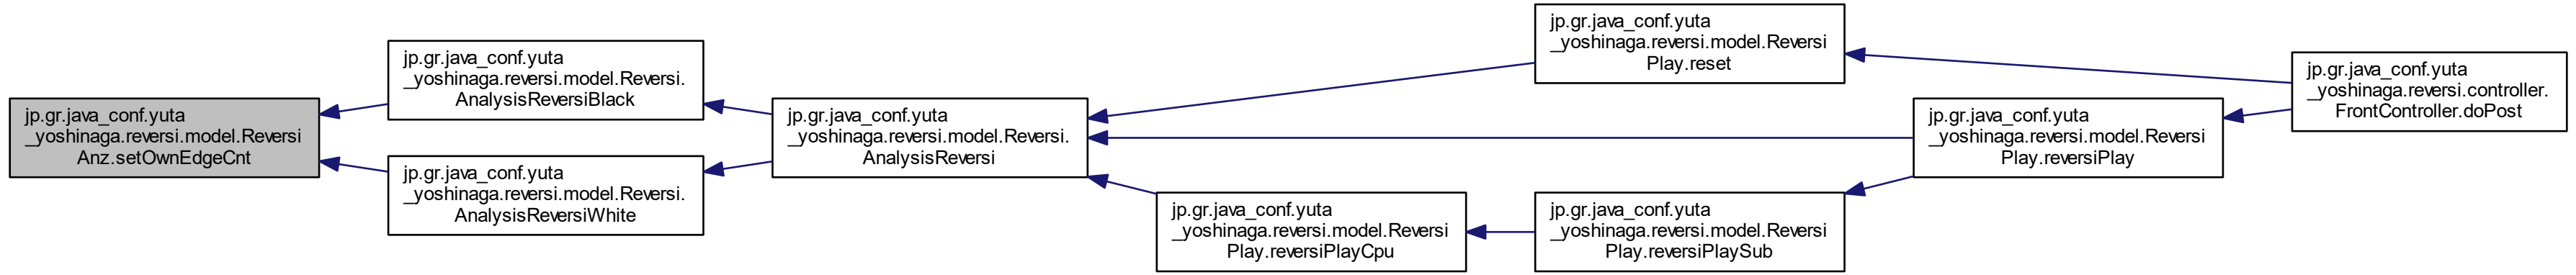 jp.gr.java_conf.yuta
_yoshinaga.reversi.model.Reversi
Anz.setOwnEdgeCnt
jp.gr.java_conf.yuta
_yoshinaga.reversi.model.Reversi.
AnalysisReversiBlack
jp.gr.java_conf.yuta
_yoshinaga.reversi.model.Reversi.
AnalysisReversiWhite
jp.gr.java_conf.yuta
_yoshinaga.reversi.model.Reversi.
AnalysisReversi
jp.gr.java_conf.yuta
_yoshinaga.reversi.model.Reversi
Play.reset
jp.gr.java_conf.yuta
_yoshinaga.reversi.controller.
FrontController.doPost
jp.gr.java_conf.yuta
_yoshinaga.reversi.model.Reversi
Play.reversiPlay
jp.gr.java_conf.yuta
_yoshinaga.reversi.model.Reversi
Play.reversiPlayCpu
jp.gr.java_conf.yuta
_yoshinaga.reversi.model.Reversi
Play.reversiPlaySub